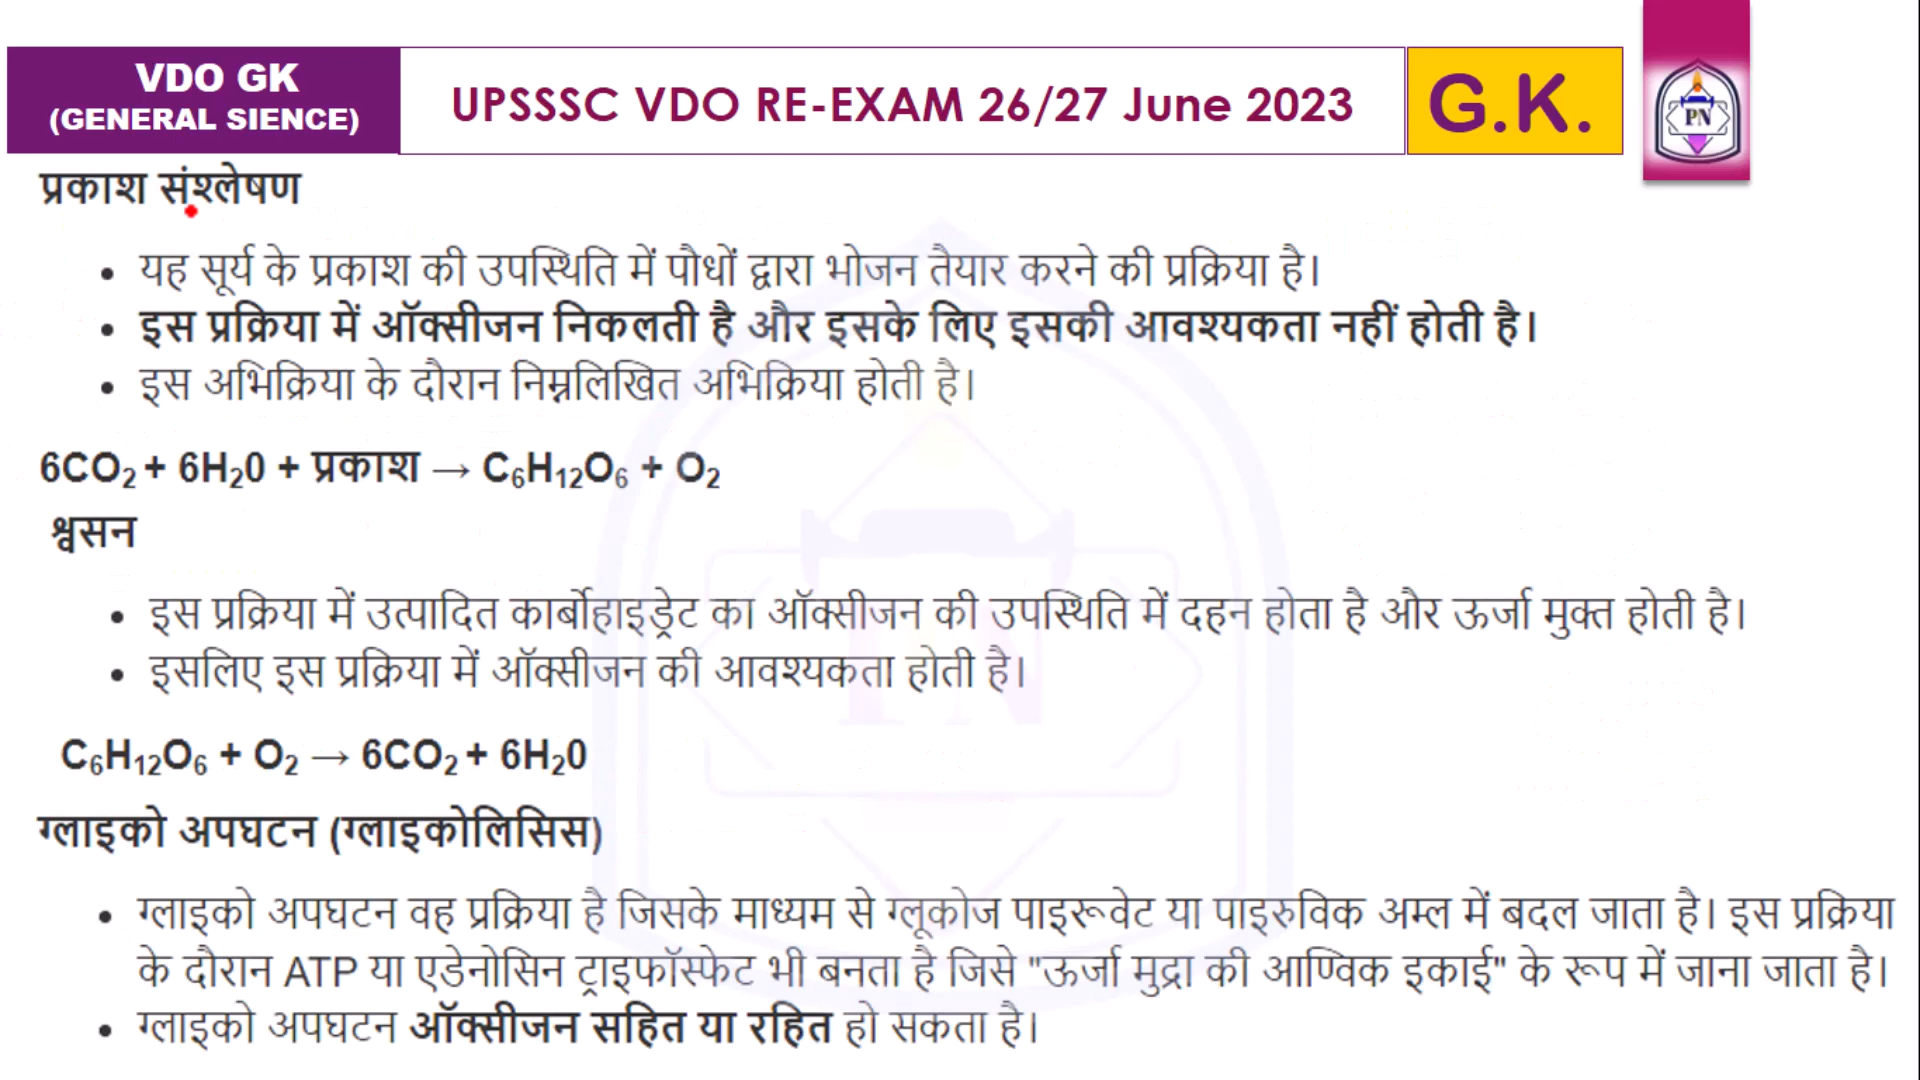 VDO GK
(GENERAL SIENCE)
UPSSSC VDO RE-EXAM 26/27 June 2023
G.K.
PN
प्रकाश संश्लेषण
• यह सूर्य के प्रकाश की उपस्थिति में पौधों द्वारा भोजन तैयार करने की प्रक्रिया है।
• इस प्रक्रिया में ऑक्सीजन निकलती है और इसके लिए इसकी आवश्यकता नहीं होती है।
• इस अभिक्रिया के दौरान निम्नलिखित अभिक्रिया होती है।
6CO₂ + 6H₂0 + प्रकाश → C₆H₁₂O₆ + O₂
श्वसन
• इस प्रक्रिया में उत्पादित कार्बोहाइड्रेट का ऑक्सीजन की उपस्थिति में दहन होता है और ऊर्जा मुक्त होती है।
• इसलिए इस प्रक्रिया में ऑक्सीजन की आवश्यकता होती है।
C₆H₁₂O₆ + O₂ → 6CO₂ + 6H₂0
ग्लाइको अपघटन (ग्लाइकोलिसिस)
• ग्लाइको अपघटन वह प्रक्रिया है जिसके माध्यम से ग्लूकोज पाइरूवेट या पाइरुविक अम्ल में बदल जाता है। इस प्रक्रिया
के दौरान ATP या एडेनोसिन ट्राइफॉस्फेट भी बनता है जिसे "ऊर्जा मुद्रा की आण्विक इकाई" के रूप में जाना जाता है।
• ग्लाइको अपघटन ऑक्सीजन सहित या रहित हो सकता है।
PN